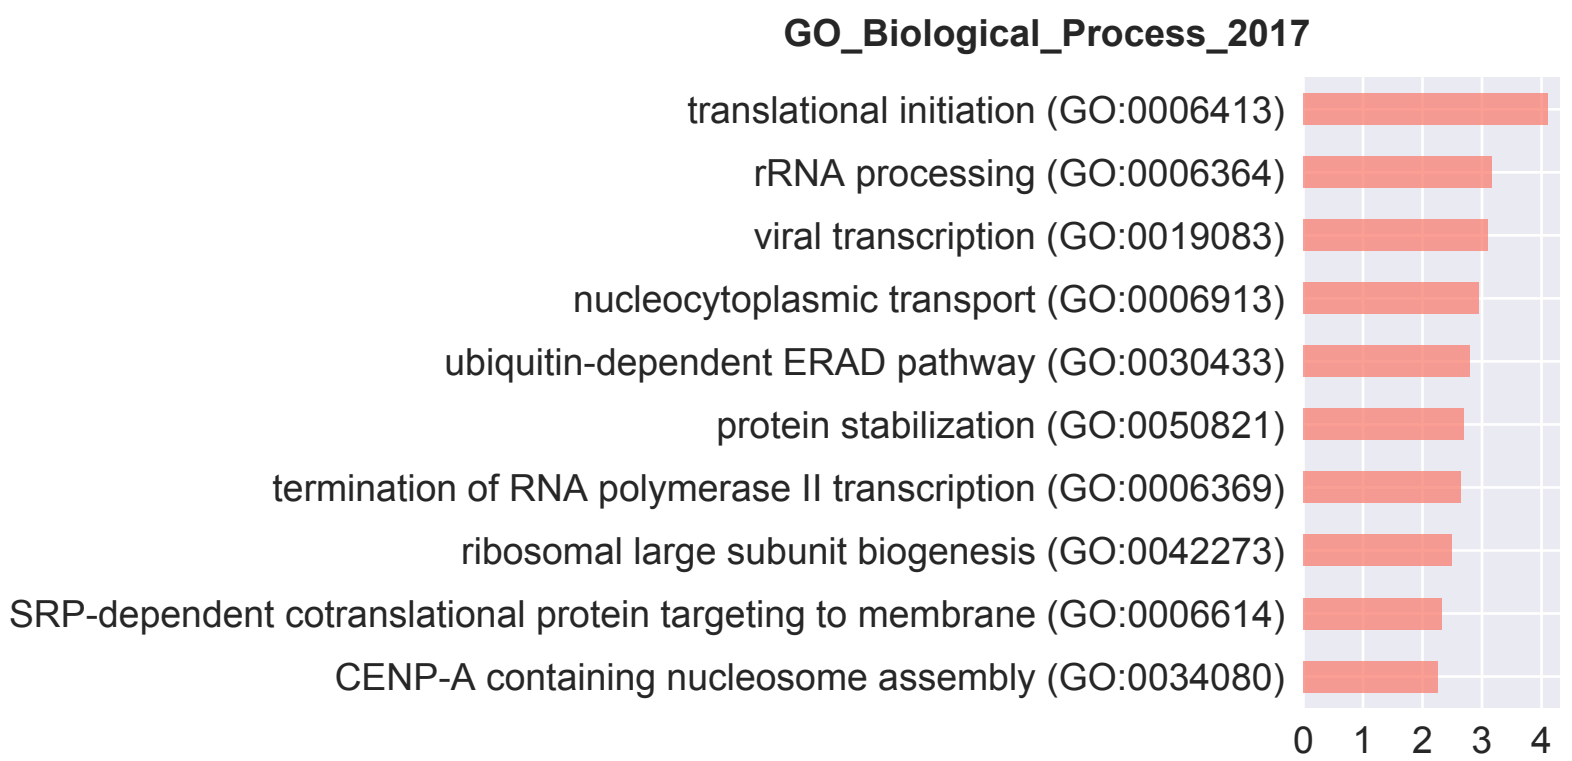 GO_Biological_Process_2017
translational initiation (GO:0006413)
rRNA processing (GO:0006364)
viral transcription (GO:0019083)
nucleocytoplasmic transport (GO:0006913)
ubiquitin-dependent ERAD pathway (GO:0030433)
protein stabilization (GO:0050821)
termination of RNA polymerase II transcription (GO:0006369)
ribosomal large subunit biogenesis (GO:0042273)
SRP-dependent cotranslational protein targeting to membrane (GO:0006614)
CENP-A containing nucleosome assembly (GO:0034080)
0 1 2 3 4